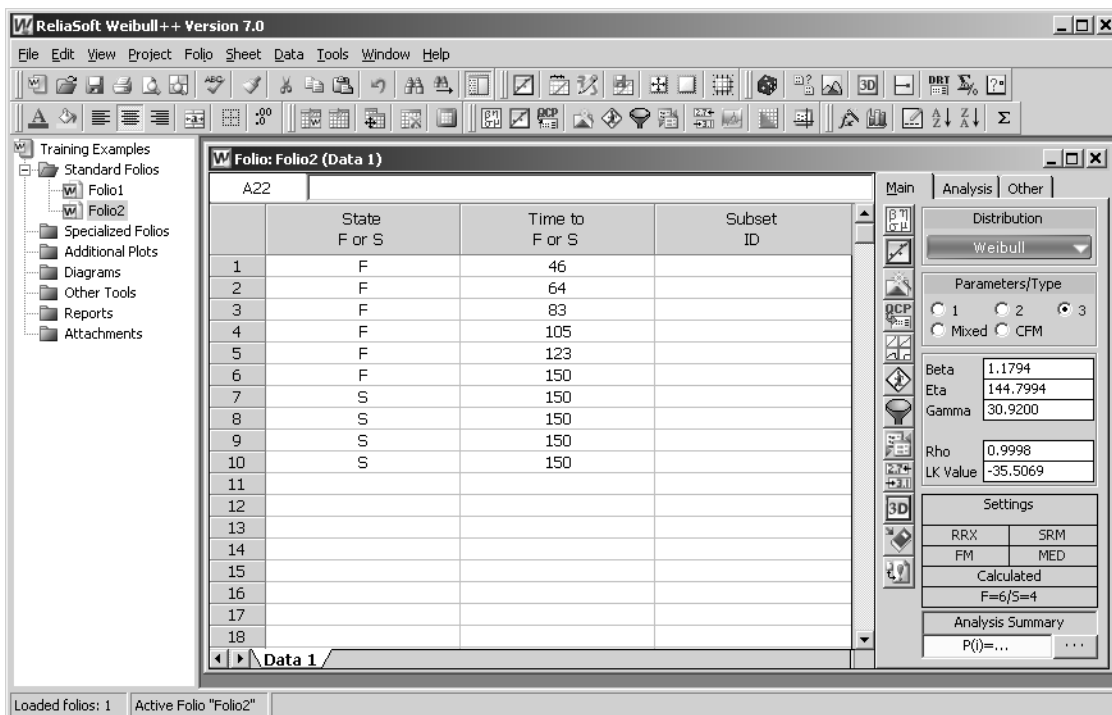 ReliaSoft Weibull++ Version 7.0
File Edit View Project Folio Sheet Data Tools Window Help
Training Examples
Standard Folios
Folio1
Folio2
Specialized Folios
Additional Plots
Diagrams
Other Tools
Reports
Attachments
Folio: Folio2 (Data 1)
A22
State Time to Subset
F or S F or S ID
1 F 46
2 F 64
3 F 83
4 F 105
5 F 123
6 F 150
7 S 150
8 S 150
9 S 150
10 S 150
11
12
13
14
15
16
17
18
Data 1
Main Analysis Other
Distribution
Weibull
Parameters/Type
1 2 3
Mixed CFM
Beta 1.1794
Eta 144.7994
Gamma 30.9200
Rho 0.9998
LK Value -35.5069
Settings
RRX SRM
FM MED
Calculated
F=6/S=4
Analysis Summary
P(i)=... ...
QCP
3D
Loaded folios: 1 Active Folio "Folio2"